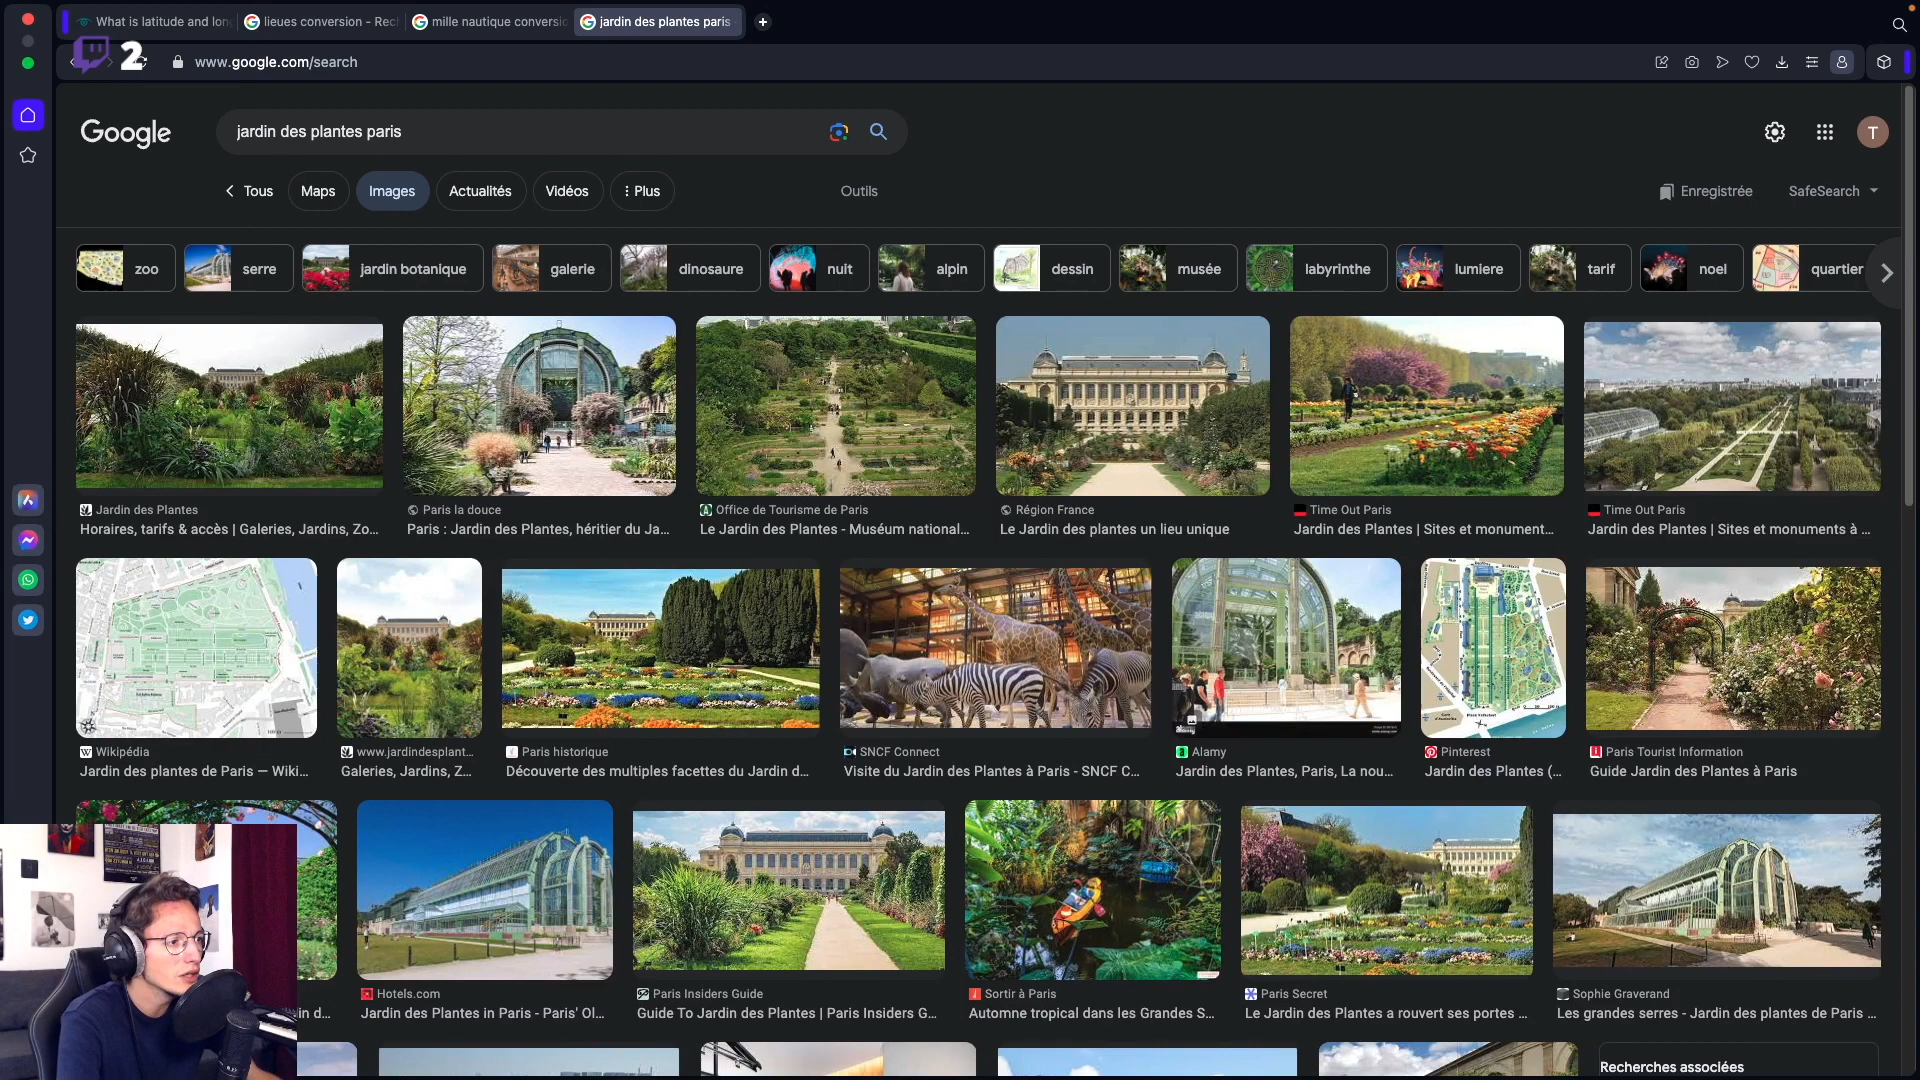 What is latitude and lon
lieues conversion - Rec
mille nautique conversi
jardin des plantes paris
2
www.google.com/search
Google
jardin des plantes paris
T
Tous
Maps
Images
Actualités
Vidéos
Plus
Outils
Enregistrée
SafeSearch
zoo
serre
jardin botanique
galerie
dinosaure
nuit
alpin
dessin
musée
labyrinthe
lumiere
tarif
noel
quartier
Jardin des Plantes
Horaires, tarifs & accès | Galeries, Jardins, Zo...
Paris la douce
Paris : Jardin des Plantes, héritier du Ja...
Office de Tourisme de Paris
Le Jardin des Plantes - Muséum national...
Région France
Le Jardin des plantes un lieu unique
Time Out Paris
Jardin des Plantes | Sites et monument...
Time Out Paris
Jardin des Plantes | Sites et monuments à ...
Wikipédia
Jardin des plantes de Paris — Wiki...
www.jardindesplant...
Galeries, Jardins, Z...
Paris historique
Découverte des multiples facettes du Jardin d...
SNCF Connect
Visite du Jardin des Plantes à Paris - SNCF C...
Alamy
Jardin des Plantes, Paris, La nou...
Pinterest
Jardin des Plantes (...
Paris Tourist Information
Guide Jardin des Plantes à Paris
in d...
Hotels.com
Jardin des Plantes in Paris - Paris' Ol...
Paris Insiders Guide
Guide To Jardin des Plantes | Paris Insiders G...
Sortir à Paris
Automne tropical dans les Grandes S...
Paris Secret
Le Jardin des Plantes a rouvert ses portes ...
Sophie Graverand
Les grandes serres - Jardin des plantes de Paris ...
Recherches associées